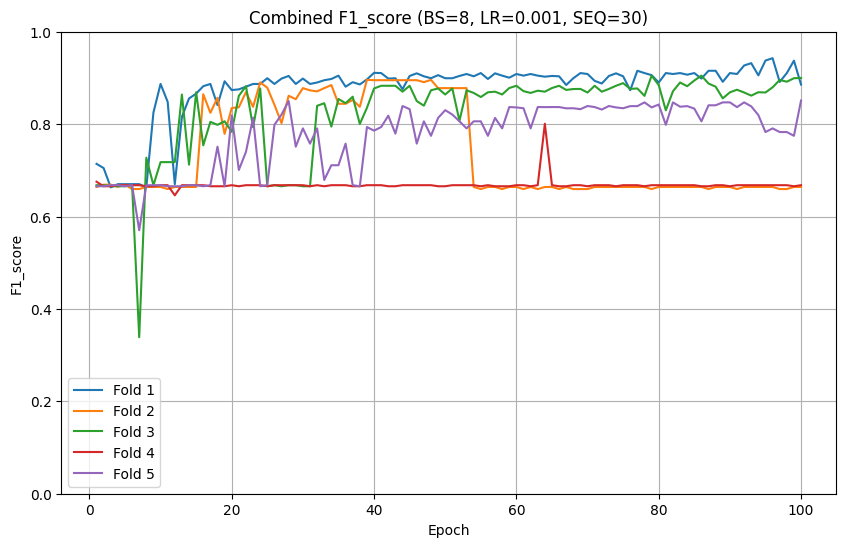 Combined F1_score (BS=8, LR=0.001, SEQ=30)
1.0
0.8
0.6
0.4
0.2
0.0
F1_score
Fold 1
Fold 2
Fold 3
Fold 4
Fold 5
0 20 40 60 80 100
Epoch